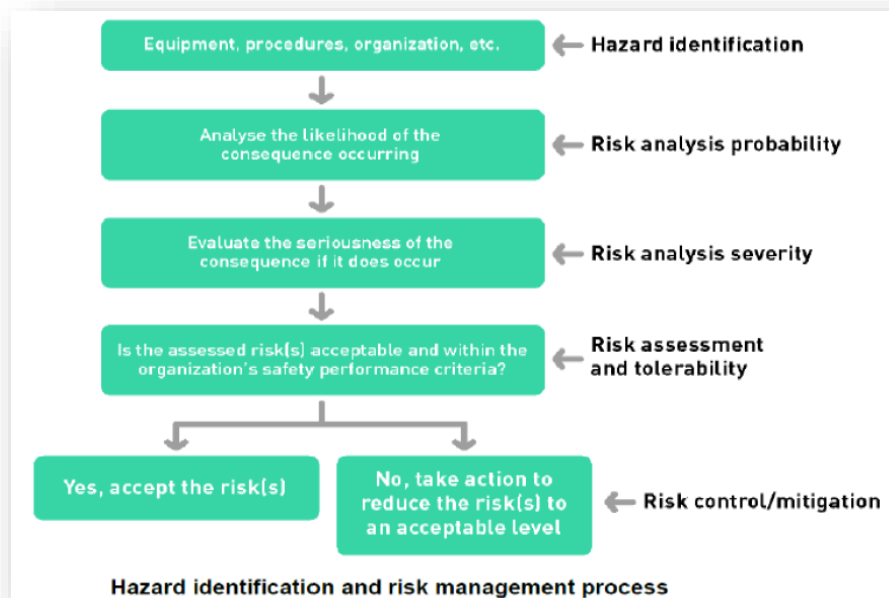 Equipment, procedures, organization, etc.
Hazard identification
Analyse the likelihood of the
consequence occurring
Risk analysis probability
Evaluate the seriousness of the
consequence if it does occur
Risk analysis severity
Is the assessed risk(s) acceptable and within the
organization's safety performance criteria?
Risk assessment
and tolerability
Yes, accept the risk(s)
No, take action to
reduce the risk(s) to
an acceptable level
Risk control/mitigation
Hazard identification and risk management process